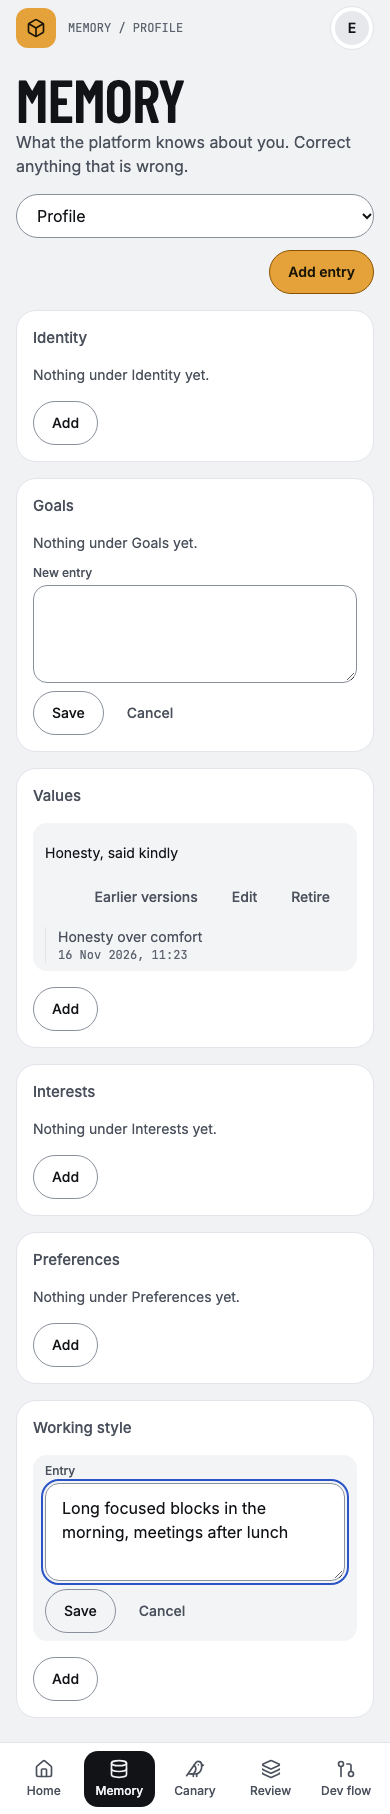 MEMORY / PROFILE
E
MEMORY
What the platform knows about you. Correct
anything that is wrong.
Profile
Add entry
Identity
Nothing under Identity yet.
Add
Goals
Nothing under Goals yet.
New entry
Save Cancel
Values
Honesty, said kindly
Earlier versions Edit Retire
Honesty over comfort
16 Nov 2026, 11:23
Add
Interests
Nothing under Interests yet.
Add
Preferences
Nothing under Preferences yet.
Add
Working style
Entry
Long focused blocks in the
morning, meetings after lunch
Save Cancel
Add
Home Memory Canary Review Dev flow